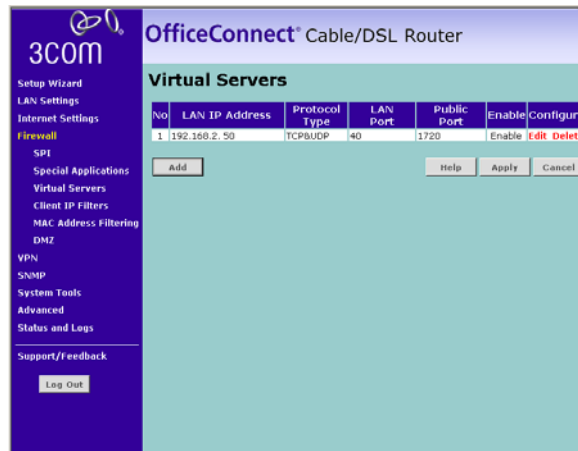 3COM
OfficeConnect® Cable/DSL Router
Setup Wizard
LAN Settings
Internet Settings
Firewall
SPI
Special Applications
Virtual Servers
Client IP Filters
MAC Address Filtering
DMZ
VPN
SNMP
System Tools
Advanced
Status and Logs
Support/Feedback
Log Out
Virtual Servers
No LAN IP Address Protocol Type LAN Port Public Port Enable Configur
1 192.168.2. 50 TCP&UDP 40 1720 Enable Edit Delet
Add Help Apply Cancel